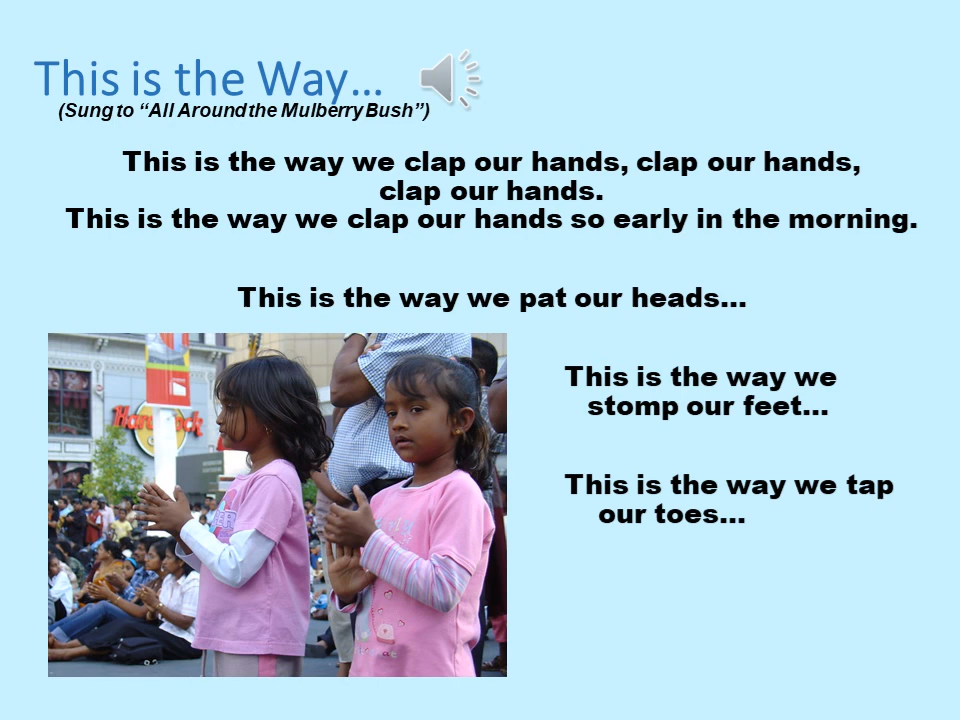 This is the Way...
(Sung to “All Around the Mulberry Bush”)
This is the way we clap our hands, clap our hands,
clap our hands.
This is the way we clap our hands so early in the morning.
This is the way we pat our heads...
This is the way we
stomp our feet...
This is the way we tap
our toes...